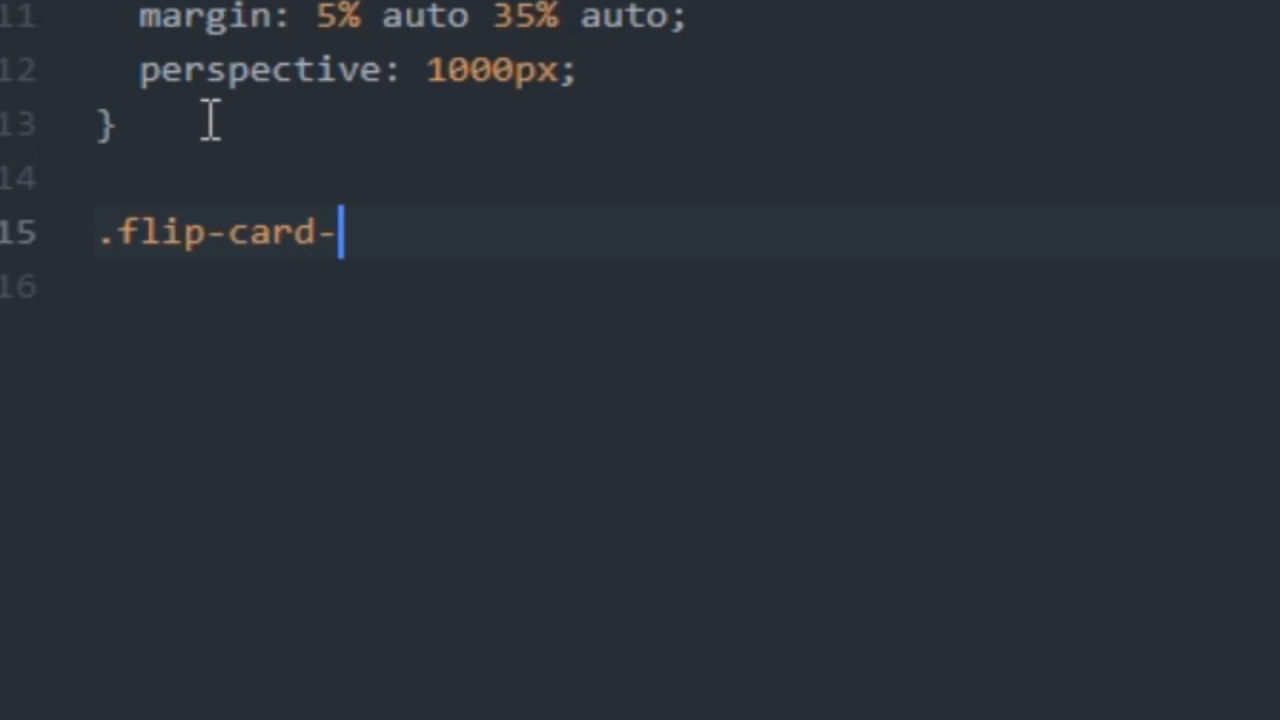 11 margin: 5% auto 35% auto;
12 perspective: 1000px;
13 }
14
15 .flip-card-
16